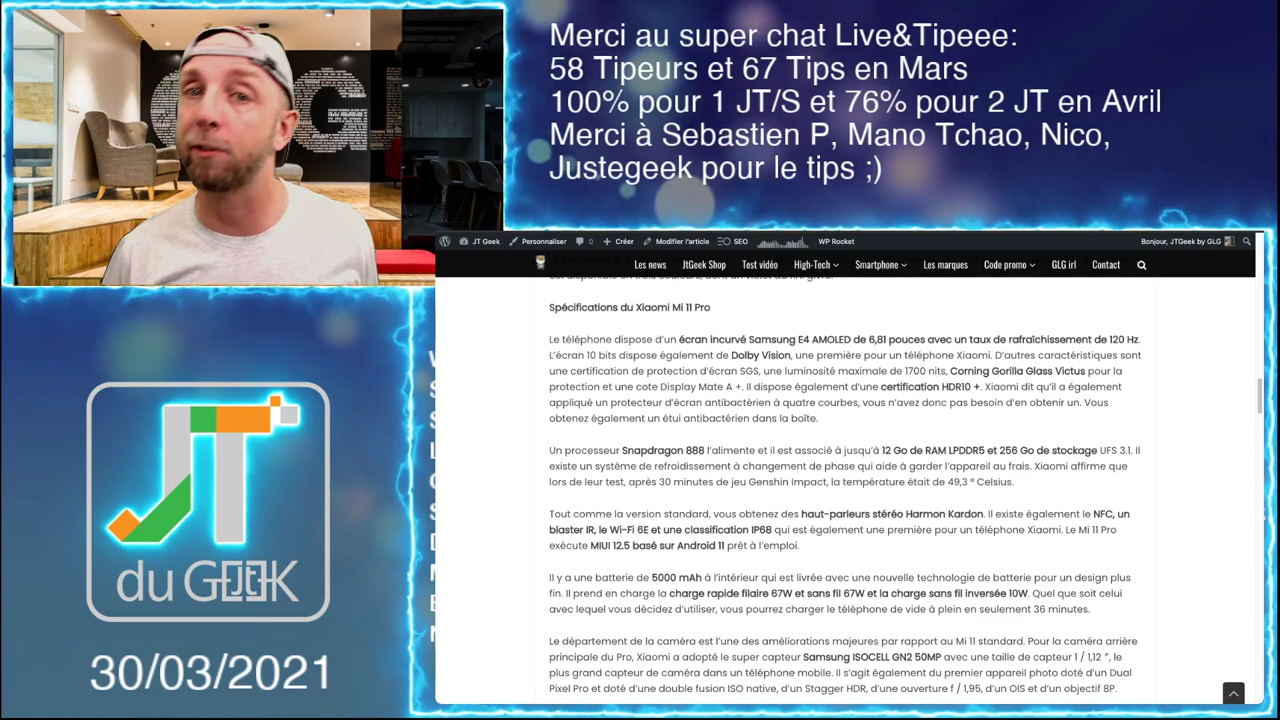 Merci au super chat Live&Tipeee:
58 Tipeurs et 67 Tips en Mars
100% pour 1 JT/S et 76% pour 2 JT en Avril
Merci à Sebastien P, Mano Tchao, Nico,
Justegeek pour le tips ;)
JT Geek Personnaliser 0 Créer Modifier l'article SEO WP Rocket Bonjour, JTGeek by GLG
Les news JtGeek Shop Test vidéo High-Tech Smartphone Les marques Code promo GLG irl Contact
Spécifications du Xiaomi Mi 11 Pro
Le téléphone dispose d'un écran incurvé Samsung E4 AMOLED de 6,81 pouces avec un taux de rafraîchissement de 120 Hz.
L'écran 10 bits dispose également de Dolby Vision, une première pour un téléphone Xiaomi. D'autres caractéristiques sont
une certification de protection d'écran SGS, une luminosité maximale de 1700 nits, Corning Gorilla Glass Victus pour la
protection et une cote Display Mate A +. Il dispose également d'une certification HDR10 +. Xiaomi dit qu'il a également
appliqué un protecteur d'écran antibactérien à quatre courbes, vous n'avez donc pas besoin d'en obtenir un. Vous
obtenez également un étui antibactérien dans la boîte.
Un processeur Snapdragon 888 l'alimente et il est associé à jusqu'à 12 Go de RAM LPDDR5 et 256 Go de stockage UFS 3.1. Il
existe un système de refroidissement à changement de phase qui aide à garder l'appareil au frais. Xiaomi affirme que
lors de leur test, après 30 minutes de jeu Genshin Impact, la température était de 49,3 ° Celsius.
Tout comme la version standard, vous obtenez des haut-parleurs stéréo Harmon Kardon. Il existe également le NFC, un
blaster IR, le Wi-Fi 6E et une classification IP68 qui est également une première pour un téléphone Xiaomi. Le Mi 11 Pro
exécute MIUI 12.5 basé sur Android 11 prêt à l'emploi.
Il y a une batterie de 5000 mAh à l'intérieur qui est livrée avec une nouvelle technologie de batterie pour un design plus
fin. Il prend en charge la charge rapide filaire 67W et sans fil 67W et la charge sans fil inversée 10W. Quel que soit celui
avec lequel vous décidez d'utiliser, vous pourrez charger le téléphone de vide à plein en seulement 36 minutes.
Le département de la caméra est l'une des améliorations majeures par rapport au Mi 11 standard. Pour la caméra arrière
principale du Pro, Xiaomi a adopté le super capteur Samsung ISOCELL GN2 50MP avec une taille de capteur 1 / 1,12 ", le
plus grand capteur de caméra dans un téléphone mobile. Il s'agit également du premier appareil photo doté d'un Dual
Pixel Pro et doté d'une double fusion ISO native, d'un Stagger HDR, d'une ouverture f / 1,95, d'un OIS et d'un objectif 8P.
JT
du GEEK
30/03/2021